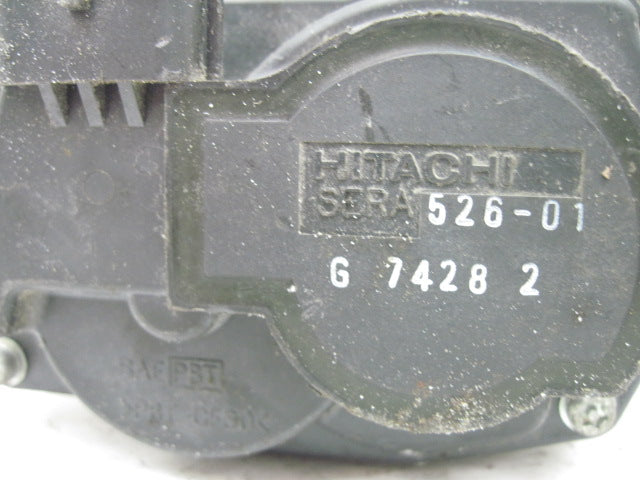 HITACHI
SERA 526-01
G 7428 2
PBT